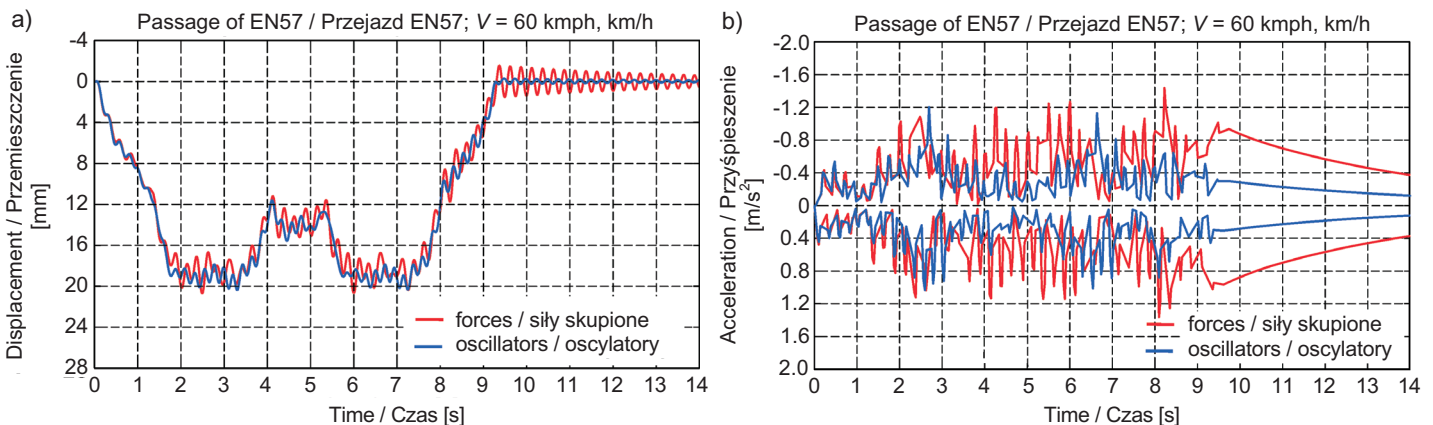 a)
Passage of EN57 / Przejazd EN57; V = 60 kmph, km/h
Displacement / Przemieszczenie
[mm]
-4
0
4
8
12
16
20
24
28
0 1 2 3 4 5 6 7 8 9 10 11 12 13 14
forces / siły skupione
oscillators / oscylatory
Time / Czas [s]
b)
Passage of EN57 / Przejazd EN57; V = 60 kmph, km/h
Acceleration / Przyśpieszenie
[m/s²]
-2.0
-1.6
-1.2
-0.8
-0.4
0
0.4
0.8
1.2
1.6
2.0
0 1 2 3 4 5 6 7 8 9 10 11 12 13 14
forces / siły skupione
oscillators / oscylatory
Time / Czas [s]